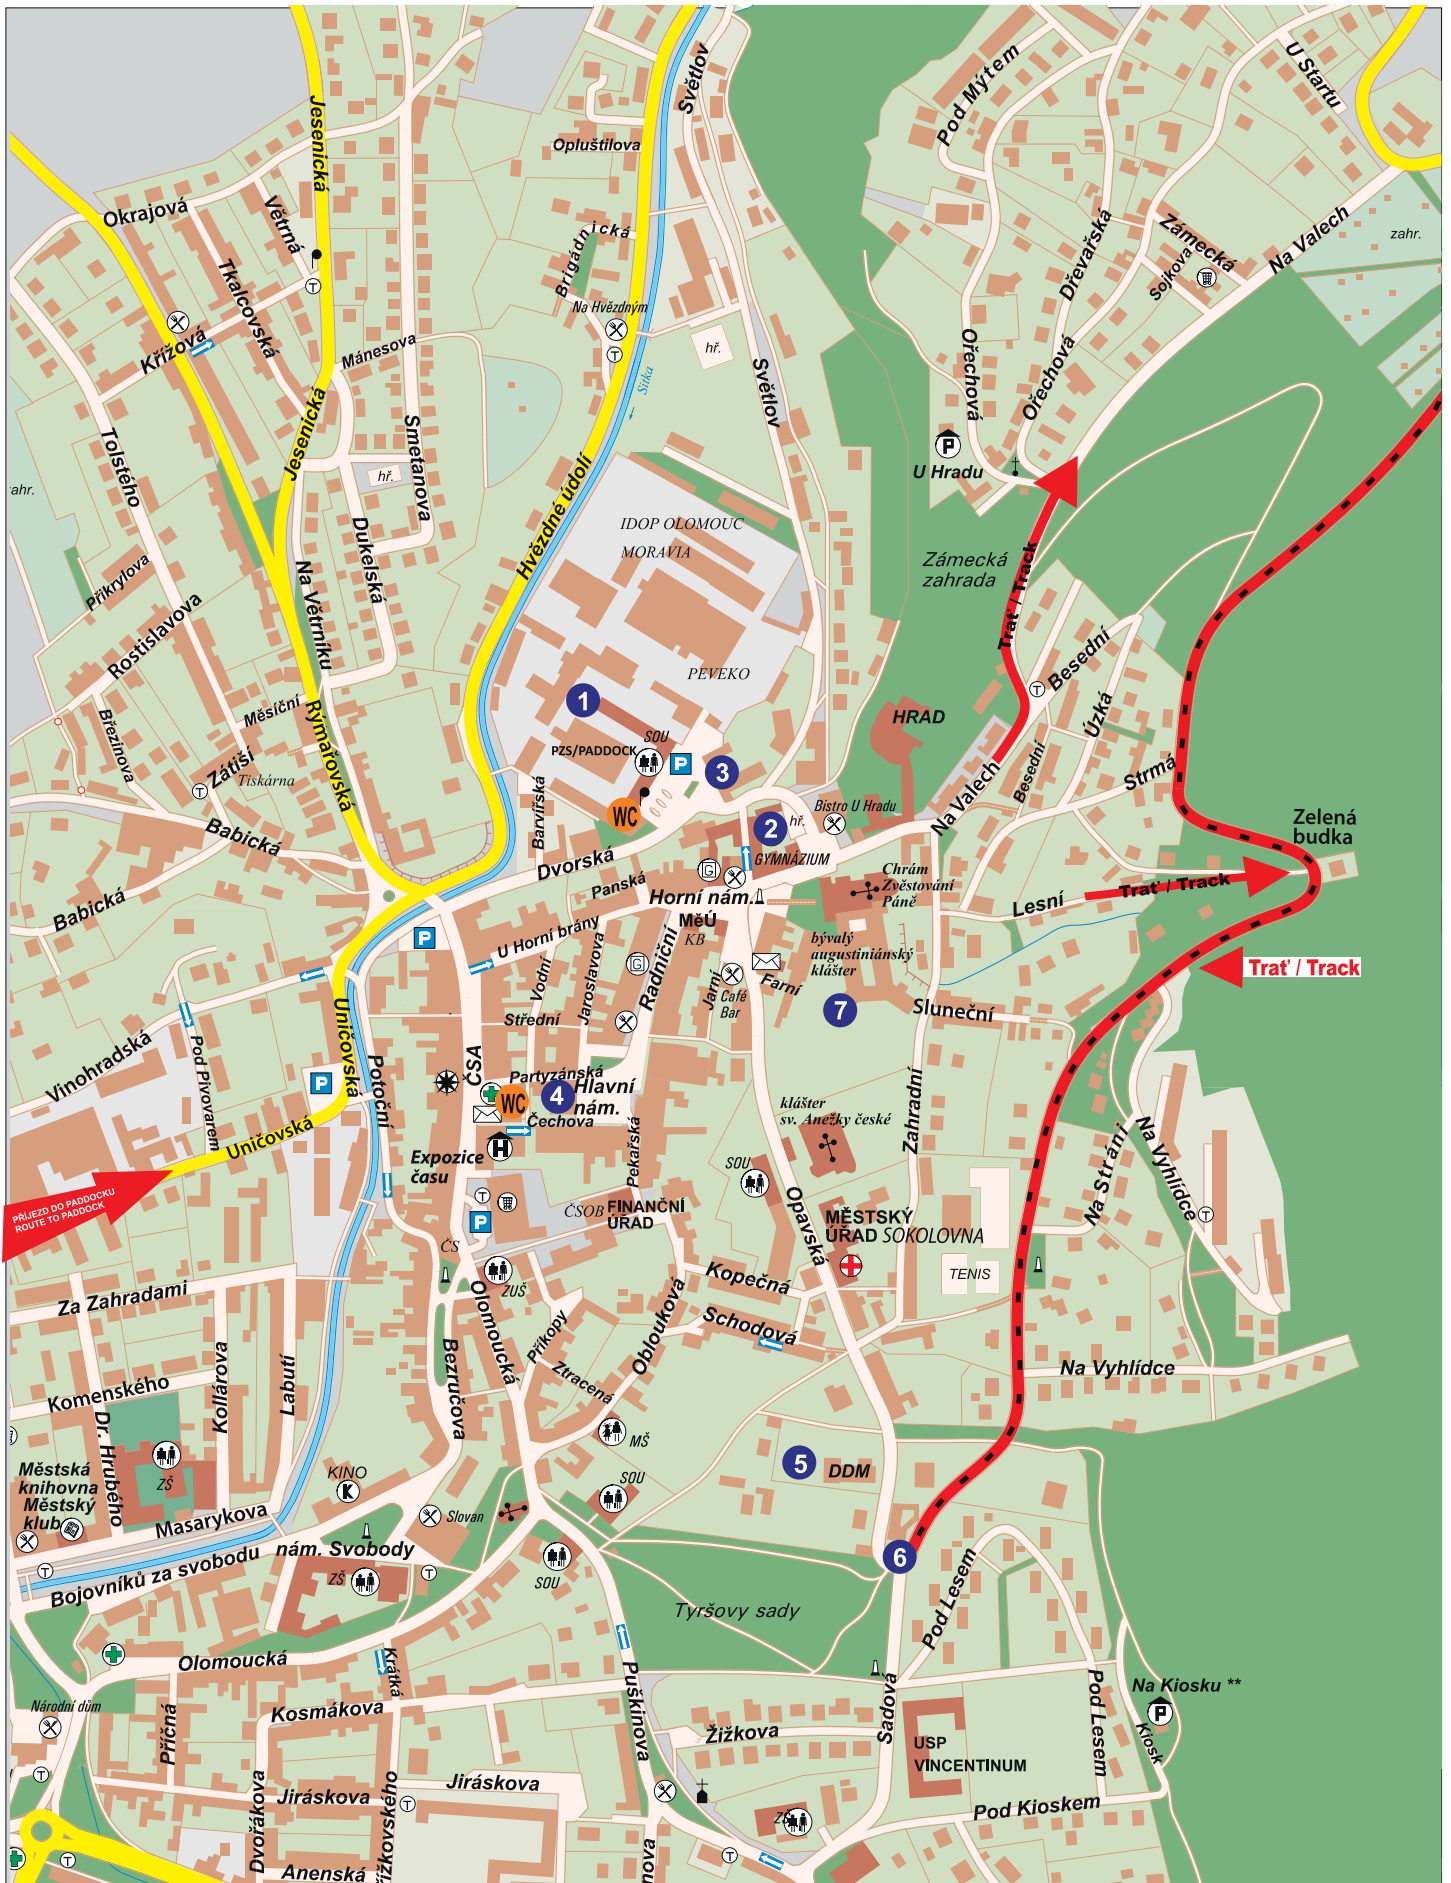 Jesenická
Světlov
Pod Mýtem
U Startu
Opluštilova
Okrajová
Větrná
Brigádnická
Dřevařská
Zámecká
Sojkova
Na Valech
zahr.
Tkalcovská
Křížová
Mánesova
Na Hvězdným
hř.
Sitka
Světlov
Ořechová
Ořechová
Jesenická
Tolstého
Smetanova
hř.
U Hradu
ahr.
Hvězdné údolí
Dukelská
IDOP OLOMOUC
MORAVIA
Zámecká
zahrada
Trať / Track
Přikrylova
Rostislavova
Na Větrníku
PEVEKO
Besední
Úzká
1
Měsíční
Březinova
Rýmařovská
HRAD
SOU
PZS/PADDOCK
P
3
Zátiší
Tiskárna
Besední
Strmá
Barvířská
WC
Bistro U Hradu
Na Valech
Zelená
budka
Babická
2
hř.
GYMNÁZIUM
Dvorská
Panská
Chrám
Zvěstování
Páně
Trať / Track
Lesní
Babická
Horní nám.
MěÚ
KB
U Horní brány
P
Vodní
Jaroslavova
Radniční
bývalý
augustiniánský
klášter
Jarní
Farní
Café
Bar
Trať / Track
7
Sluneční
Uničovská
Střední
Vinohradská
Pod Pivovarem
Potoční
ČSA
Partyzánská
P
4
Hlavní
nám.
WC
Čechova
klášter
sv. Anežky české
Zahradní
Na Stráni
Na Vyhlídce
Uničovská
H
Expozice
času
Pekařská
SOU
PŘÍJEZD DO PADDOCKU
ROUTE TO PADDOCK
ČSOB
FINANČNÍ
ÚŘAD
P
Opavská
MĚSTSKÝ
ÚŘAD
SOKOLOVNA
ČS
TENIS
Za Zahradami
ZUŠ
Kopečná
Olomoucká
Příkopy
Oblouková
Schodová
Kollárova
Labutí
Bezručova
Ztracená
Na Vyhlídce
Komenského
Dr. Hrubého
MŠ
5
DDM
Městská
knihovna
Městský
klub
ZŠ
KINO
K
SOU
Slovan
Masarykova
nám. Svobody
6
Bojovníků za svobodu
ZŠ
SOU
Tyršovy sady
Pod Lesem
Olomoucká
Krátká
Puškinova
Sadová
Pod Lesem
Na Kiosku **
Národní dům
Kosmákova
Příčná
Kiosk
Žižkova
USP
VINCENTINUM
Jiráskova
Jiráskova
Dvořákova
Pod Kioskem
ZŠ
Anenská
řížkovského
nova